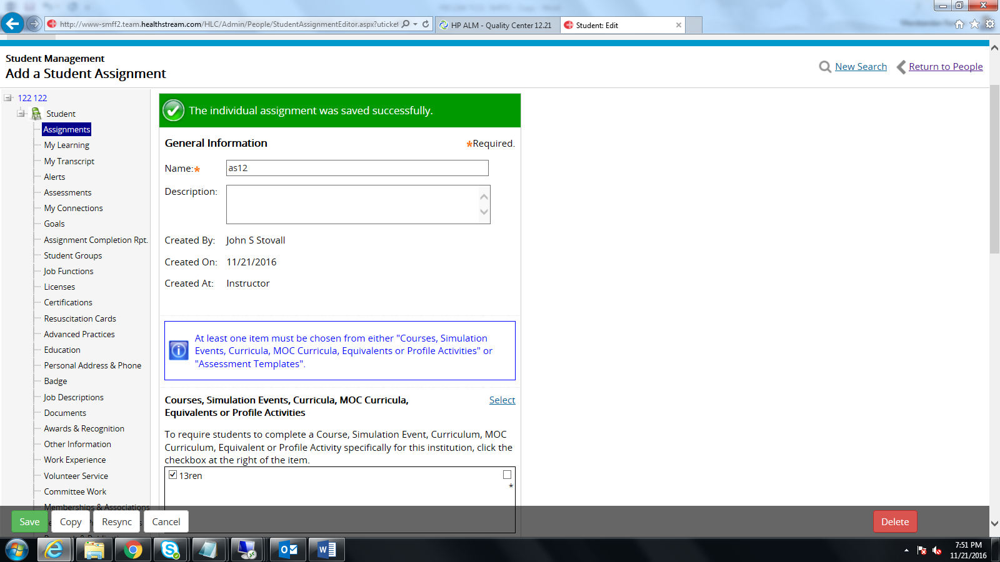 http://www-smff2.team.healthstream.com/HLC/Admin/People/StudentAssignmentEditor.aspx?uticket
HP ALM - Quality Center 12.21
Student: Edit
Student Management
Add a Student Assignment
New Search
Return to People
122 122
Student
Assignments
My Learning
My Transcript
Alerts
Assessments
My Connections
Goals
Assignment Completion Rpt.
Student Groups
Job Functions
Licenses
Certifications
Resuscitation Cards
Advanced Practices
Education
Personal Address & Phone
Badge
Job Descriptions
Documents
Awards & Recognition
Other Information
Work Experience
Volunteer Service
Committee Work
Memberships & Associations
The individual assignment was saved successfully.
General Information
*Required.
Name:* as12
Description:
Created By: John S Stovall
Created On: 11/21/2016
Created At: Instructor
At least one item must be chosen from either "Courses, Simulation
Events, Curricula, MOC Curricula, Equivalents or Profile Activities" or
"Assessment Templates".
Courses, Simulation Events, Curricula, MOC Curricula,
Equivalents or Profile Activities
Select
To require students to complete a Course, Simulation Event, Curriculum, MOC
Curriculum, Equivalent or Profile Activity specifically for this institution, click the
checkbox at the right of the item.
13ren
*
Save
Copy
Resync
Cancel
Delete
7:51 PM
11/21/2016